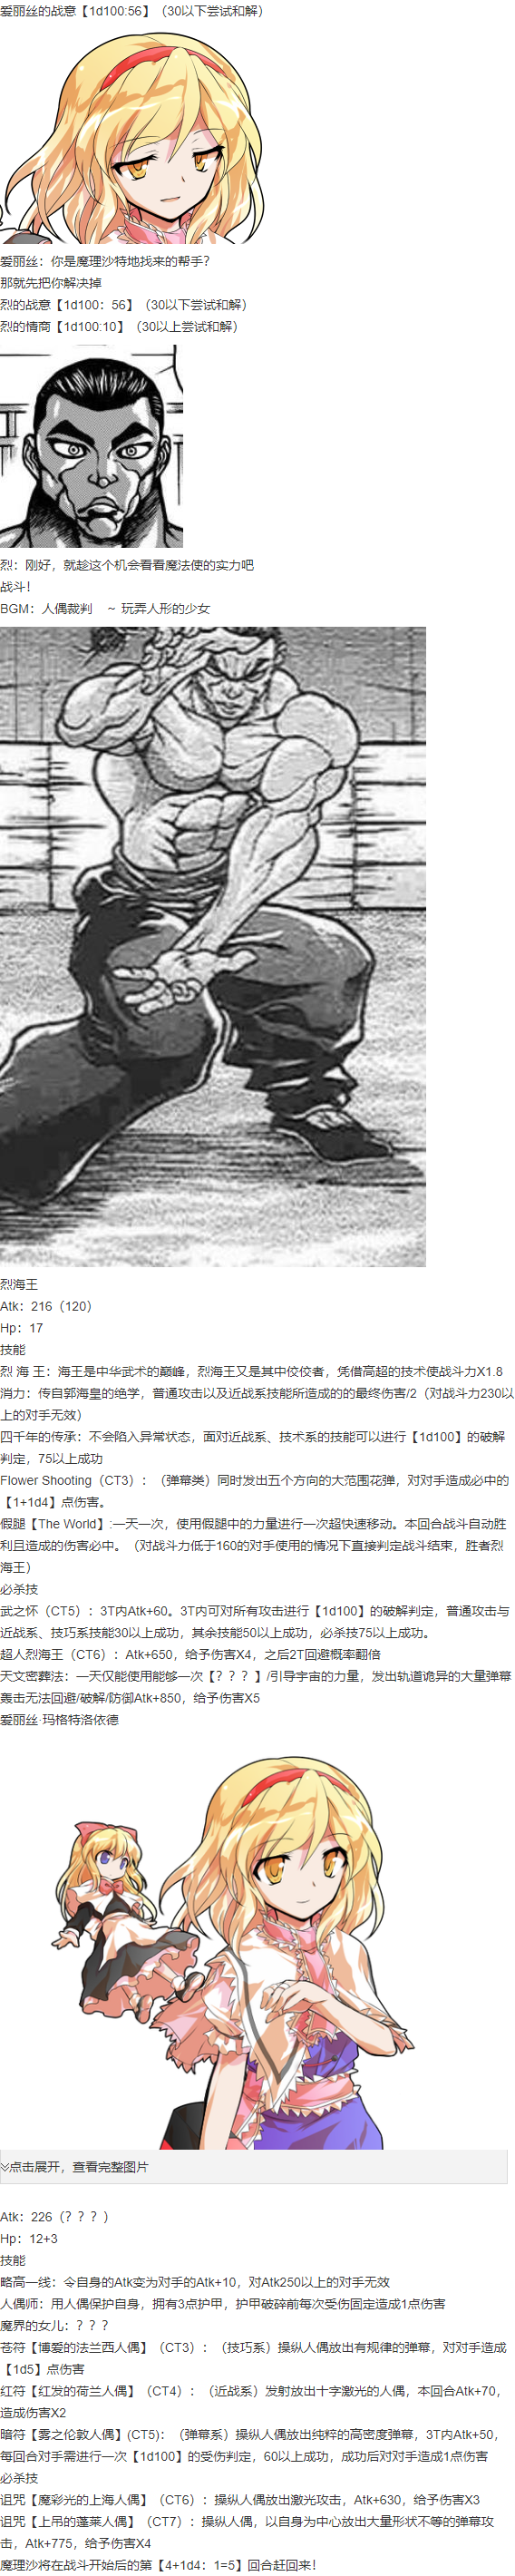 爱丽丝的战意【1d100:56】（30以下尝试和解）
爱丽丝：你是魔理沙特地找来的帮手？
那就先把你解决掉
烈的战意【1d100：56】（30以下尝试和解）
烈的情商【1d100:10】（30以上尝试和解）
烈：刚好，就趁这个机会看看魔法使的实力吧
战斗！
BGM：人偶裁判　～ 玩弄人形的少女
烈海王
Atk：216（120）
Hp：17
技能
烈 海 王：海王是中华武术的巅峰，烈海王又是其中佼佼者，凭借高超的技术使战斗力X1.8
消力：传自郭海皇的绝学，普通攻击以及近战系技能所造成的的最终伤害/2（对战斗力230以
上的对手无效）
四千年的传承：不会陷入异常状态，面对近战系、技术系的技能可以进行【1d100】的破解
判定，75以上成功
Flower Shooting（CT3）：（弹幕类）同时发出五个方向的大范围花弹，对对手造成必中的
【1+1d4】点伤害。
假腿【The World】:一天一次，使用假腿中的力量进行一次超快速移动。本回合战斗自动胜
利且造成的伤害必中。（对战斗力低于160的对手使用的情况下直接判定战斗结束，胜者烈
海王）
必杀技
武之怀（CT5）：3T内Atk+60。3T内可对所有攻击进行【1d100】的破解判定，普通攻击与
近战系、技巧系技能30以上成功，其余技能50以上成功，必杀技75以上成功。
超人烈海王（CT6）：Atk+650，给予伤害X4，之后2T回避概率翻倍
天文密葬法：一天仅能使用能够一次【？？？】/引导宇宙的力量，发出轨道诡异的大量弹幕
轰击无法回避/破解/防御Atk+850，给予伤害X5
爱丽丝·玛格特洛依德
点击展开，查看完整图片
Atk：226（？？？）
Hp：12+3
技能
略高一线：令自身的Atk变为对手的Atk+10，对Atk250以上的对手无效
人偶师：用人偶保护自身，拥有3点护甲，护甲破碎前每次受伤固定造成1点伤害
魔界的女儿：？？？
苍符【博爱的法兰西人偶】（CT3）：（技巧系）操纵人偶放出有规律的弹幕，对对手造成
【1d5】点伤害
红符【红发的荷兰人偶】（CT4）：（近战系）发射放出十字激光的人偶，本回合Atk+70，
造成伤害X2
暗符【雾之伦敦人偶】(CT5)：（弹幕系）操纵人偶放出纯粹的高密度弹幕，3T内Atk+50，
每回合对手需进行一次【1d100】的受伤判定，60以上成功，成功后对对手造成1点伤害
必杀技
诅咒【魔彩光的上海人偶】（CT6）：操纵人偶放出激光攻击，Atk+630，给予伤害X3
诅咒【上吊的蓬莱人偶】（CT7）：操纵人偶，以自身为中心放出大量形状不等的弹幕攻
击，Atk+775，给予伤害X4
魔理沙将在战斗开始后的第【4+1d4：1=5】回合赶回来！